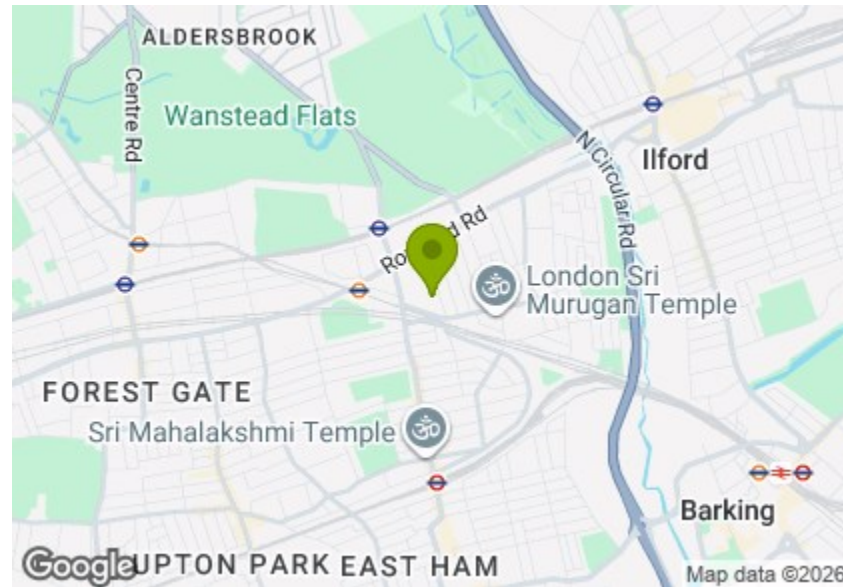 ALDERSBROOK
Centre Rd
Wanstead Flats
N Circular Rd
Ilford
London Sri
Murugan Temple
FOREST GATE
Sri Mahalakshmi Temple
Barking
Google
UPTON PARK
EAST HAM
Map data ©2026